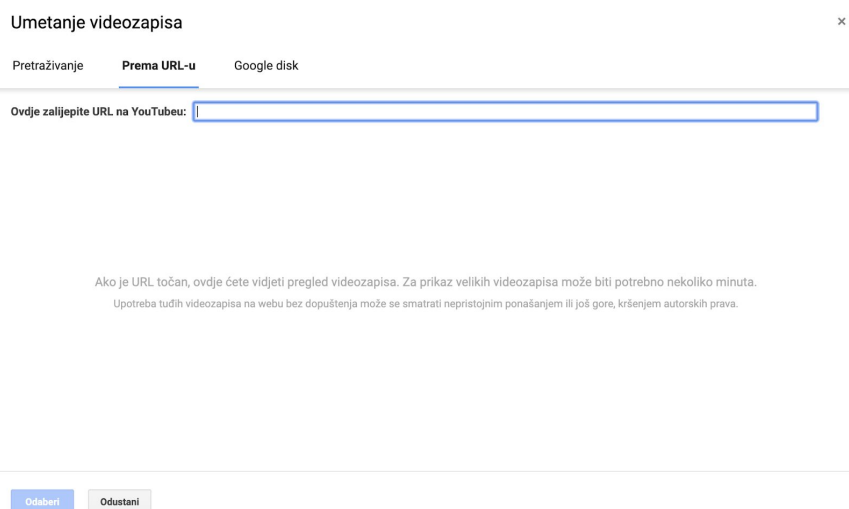 Umetanje videozapisa ×
Pretraživanje Prema URL-u Google disk
Ovdje zalijepite URL na YouTubeu:
Ako je URL točan, ovdje ćete vidjeti pregled videozapisa. Za prikaz velikih videozapisa može biti potrebno nekoliko minuta.
Upotreba tuđih videozapisa na webu bez dopuštenja može se smatrati nepristojnim ponašanjem ili još gore, kršenjem autorskih prava.
Odaberi Odustani